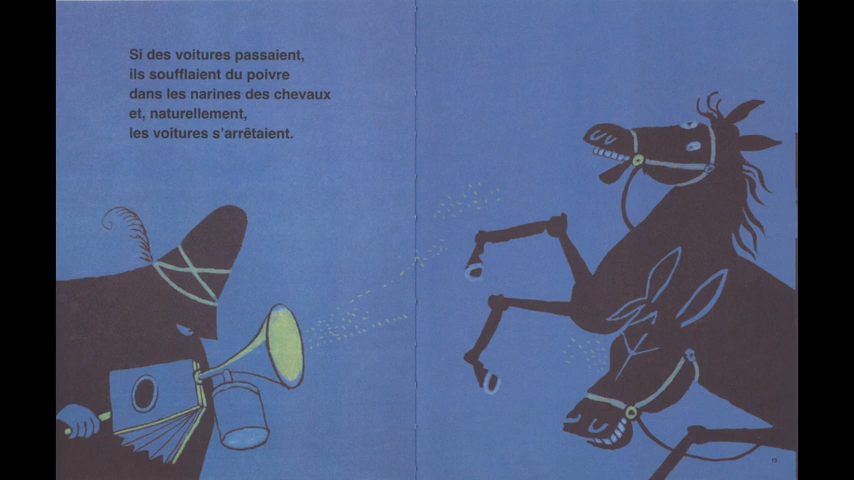 Si des voitures passaient,
ils soufflaient du poivre
dans les narines des chevaux
et, naturellement,
les voitures s'arrêtaient.